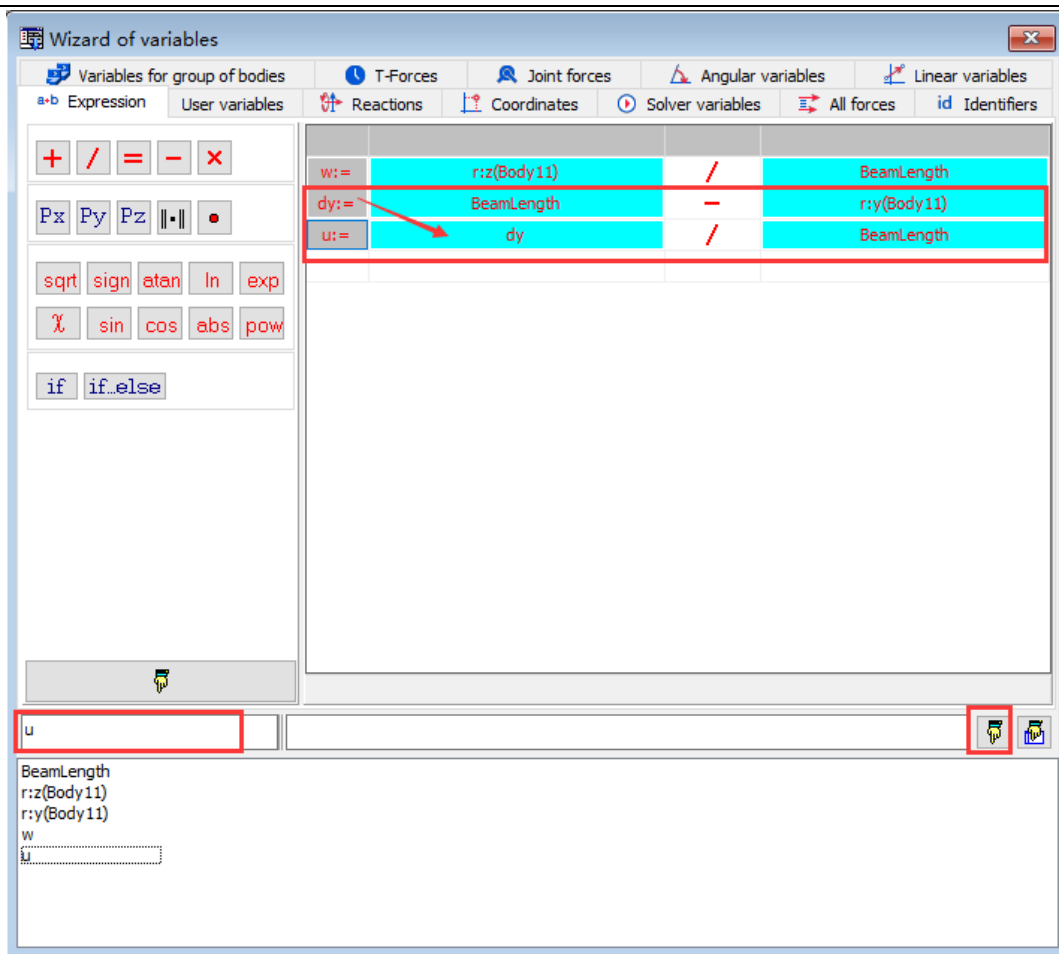 Wizard of variables
Variables for group of bodies T-Forces Joint forces Angular variables Linear variables
a+b Expression User variables Reactions Coordinates Solver variables All forces id Identifiers
+ / = - ×
w:= r:z(Body11) / BeamLength
dy:= BeamLength - r:y(Body11)
Px Py Pz ‖▪‖ •
u:= dy / BeamLength
sqrt sign atan ln exp
χ sin cos abs pow
if if…else
u
BeamLength
r:z(Body11)
r:y(Body11)
w
u